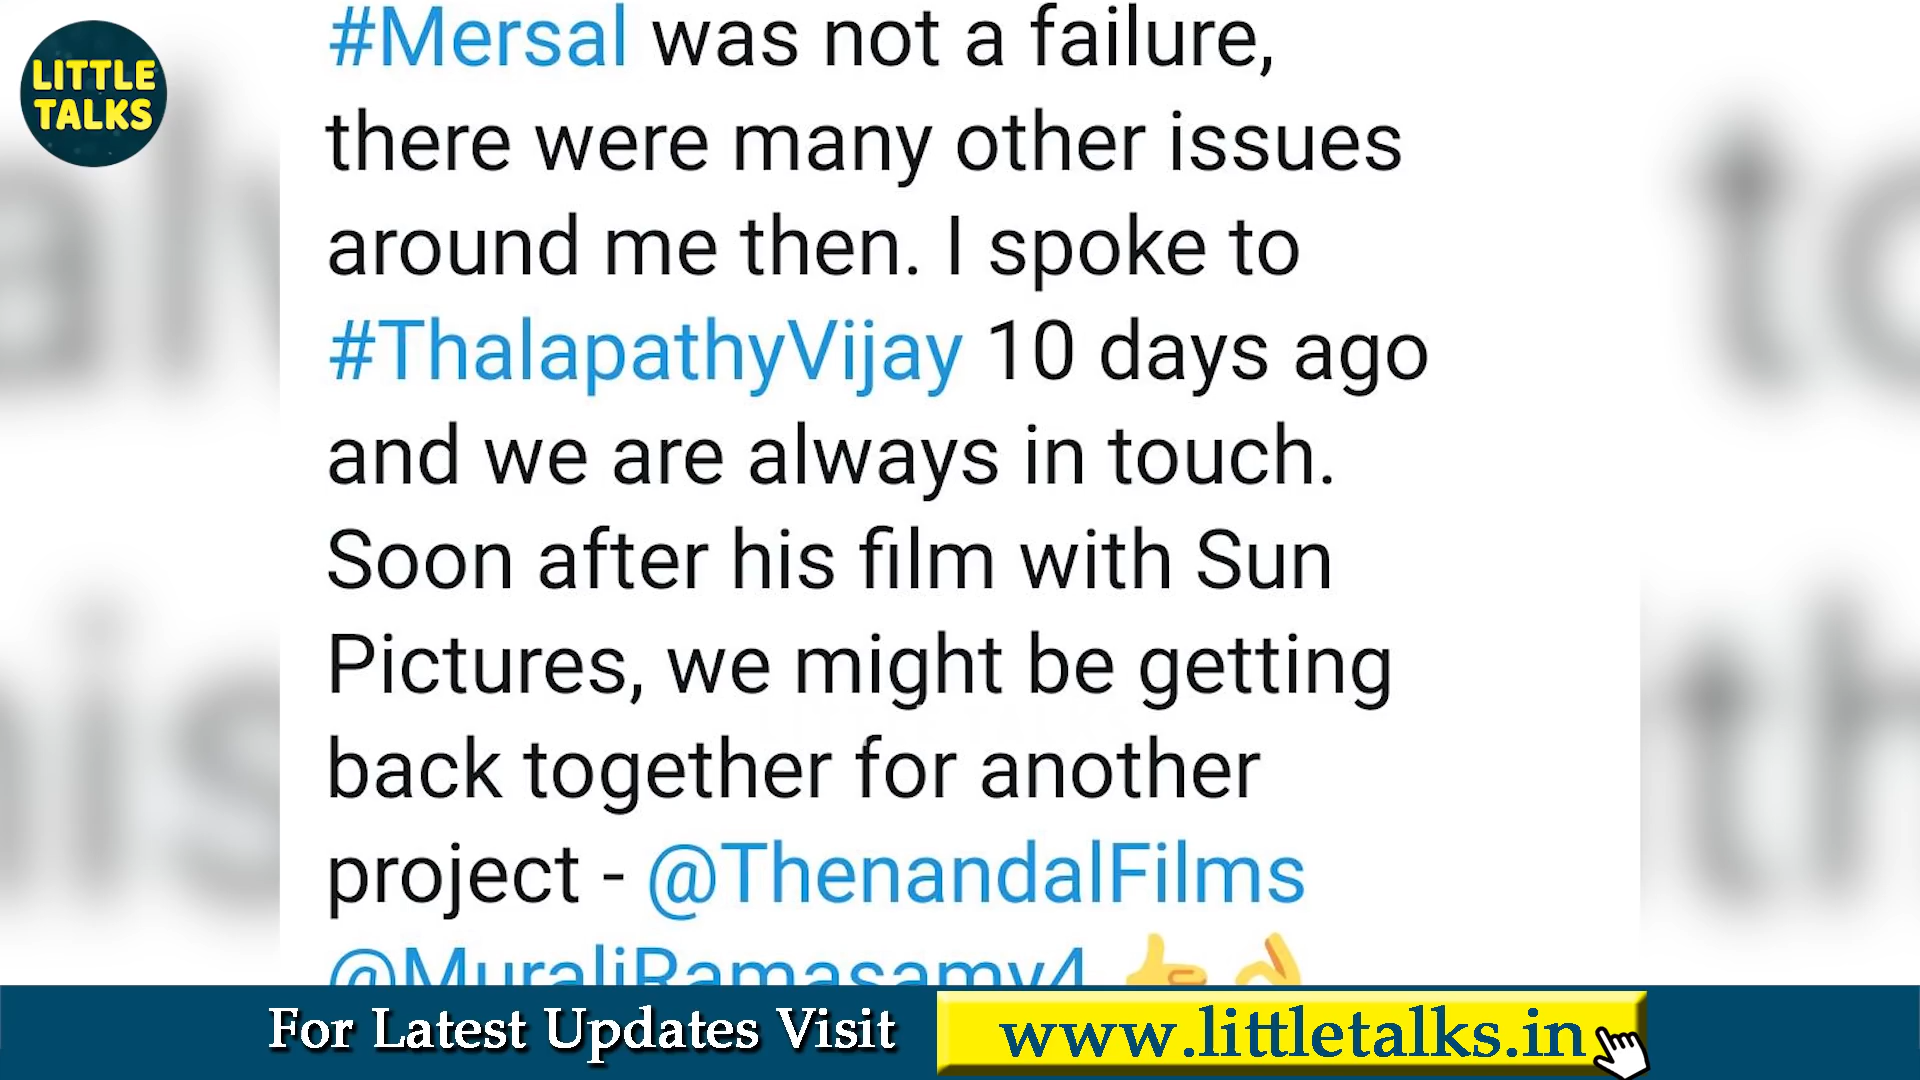 LITTLE
TALKS
#Mersal was not a failure,
there were many other issues
around me then. I spoke to
#ThalapathyVijay 10 days ago
and we are always in touch.
Soon after his film with Sun
Pictures, we might be getting
back together for another
project - @ThenandalFilms
@MuraliRamasamy4
For Latest Updates Visit
www.littletalks.in